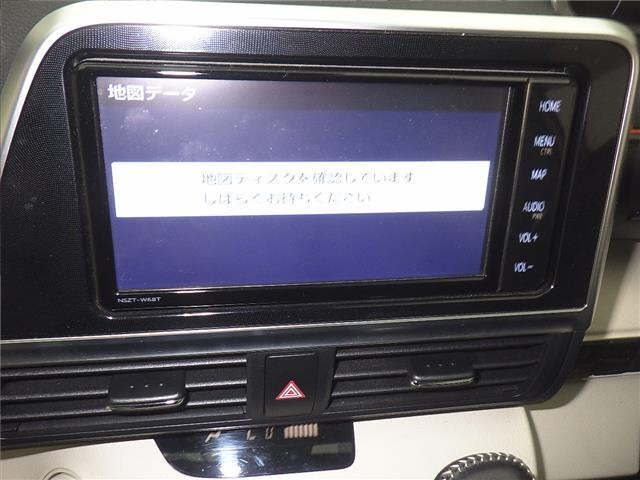 地図データ
地図ディスクを確認しています
しばらくお待ちください
HOME
MENU
CTRL
MAP
AUDIO
PWR
VOL+
VOL-
NSZT-W68T